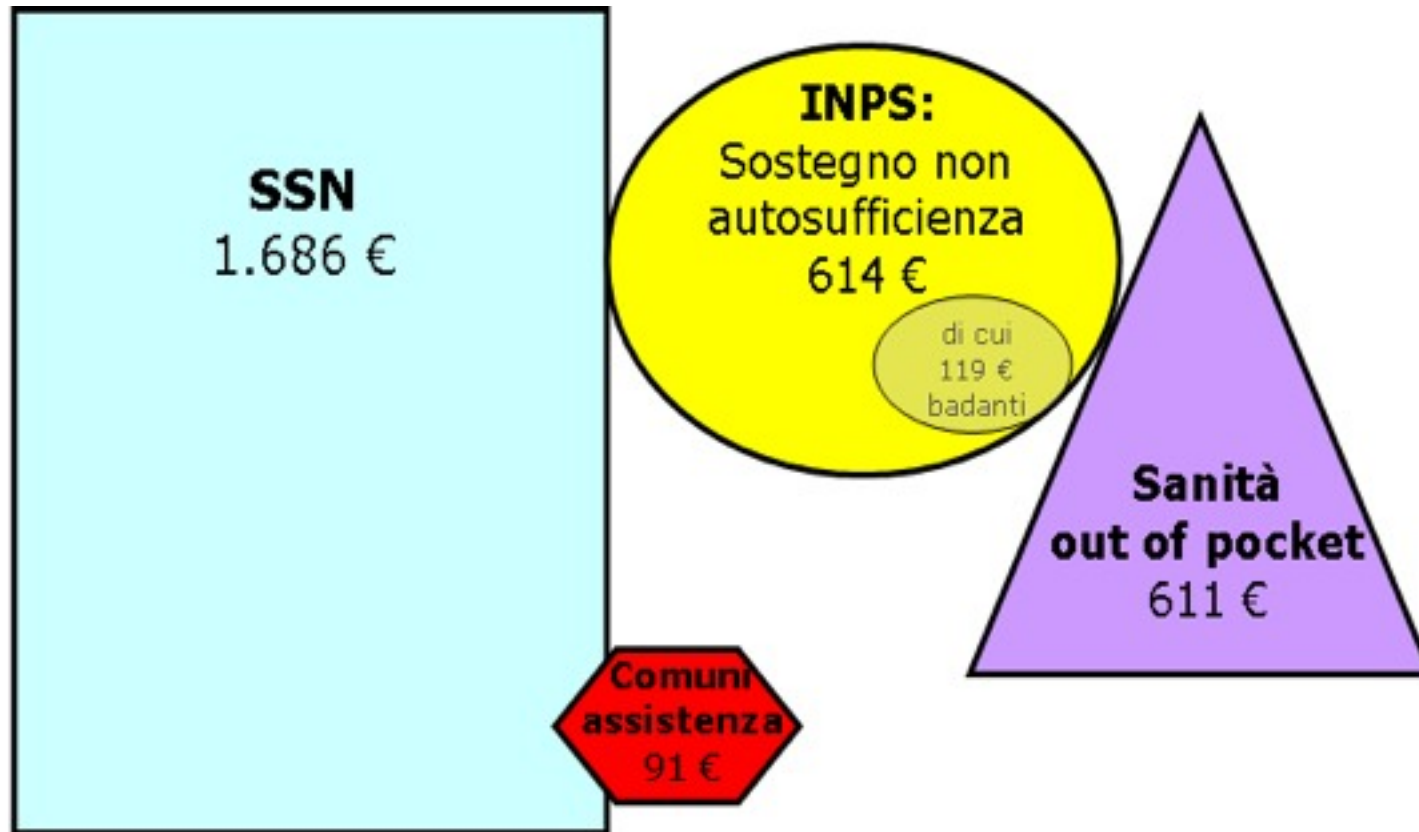 SSN
1.686 €
INPS:
Sostegno non
autosufficienza
614 €
di cui
119 €
badanti
Sanità
out of pocket
611 €
Comuni
assistenza
91 €